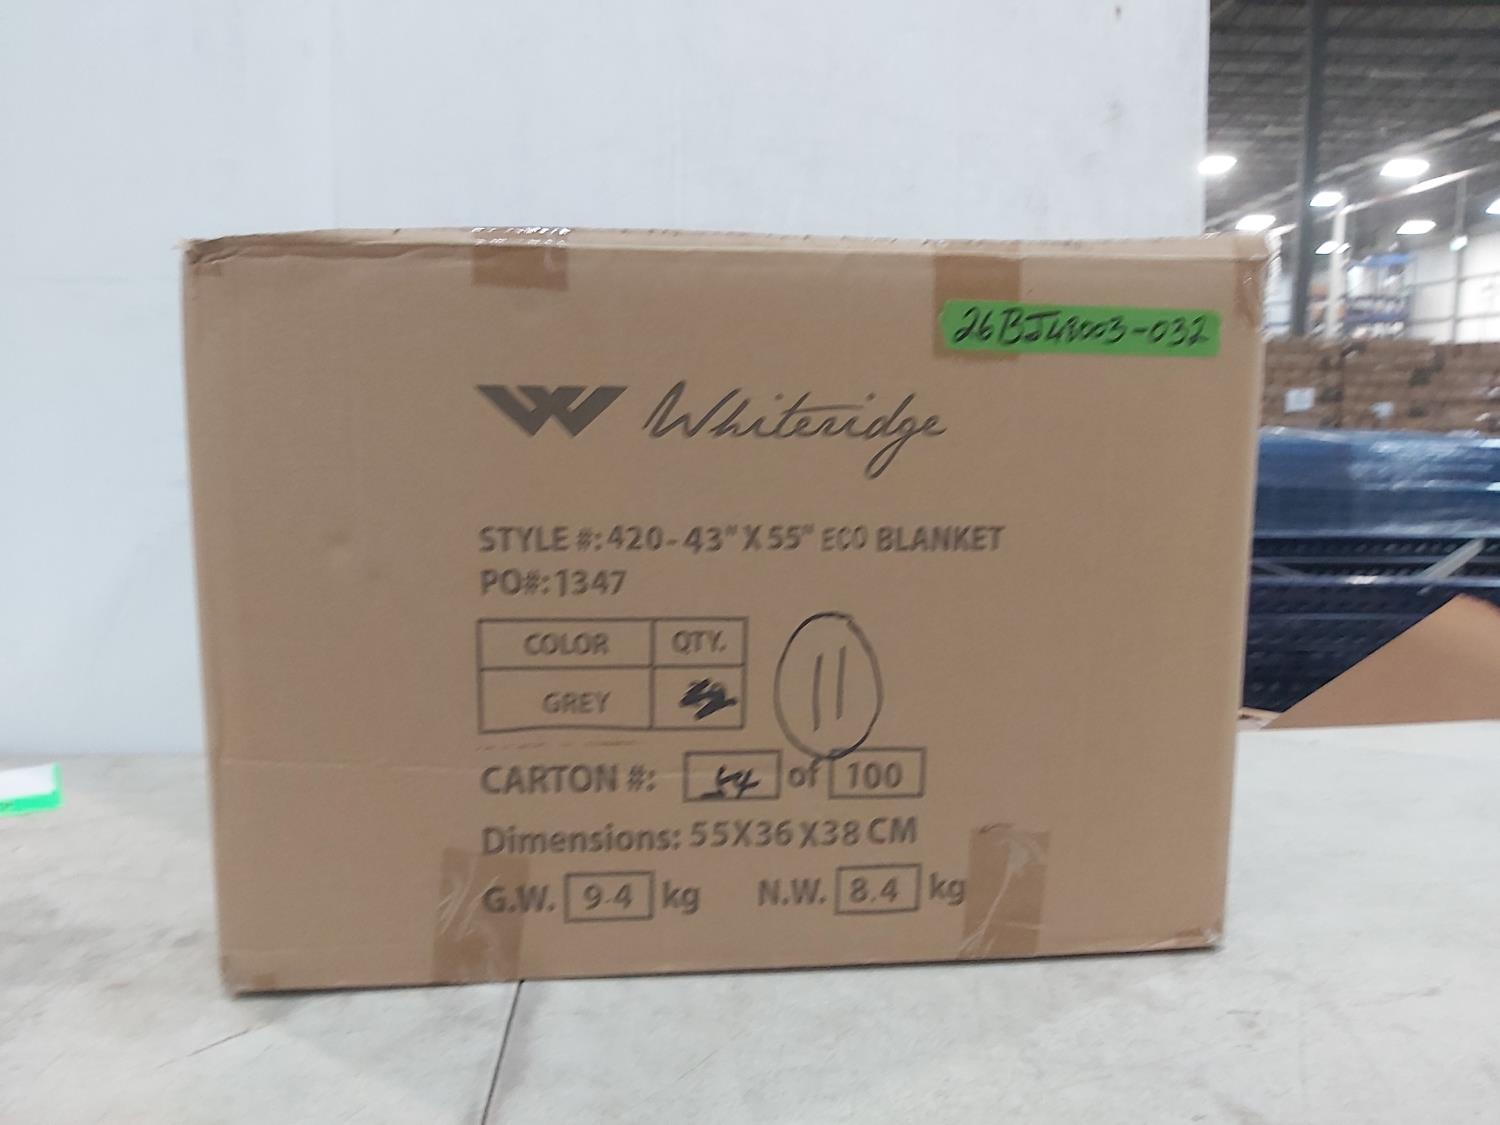 26BJ48003-032
Whiteridge
STYLE #: 420 - 43" X 55" ECO BLANKET
PO#: 1347
COLOR QTY.
GREY
11
CARTON #: 54 of 100
Dimensions: 55X36X38 CM
G.W. 9.4 kg N.W. 8.4 kg